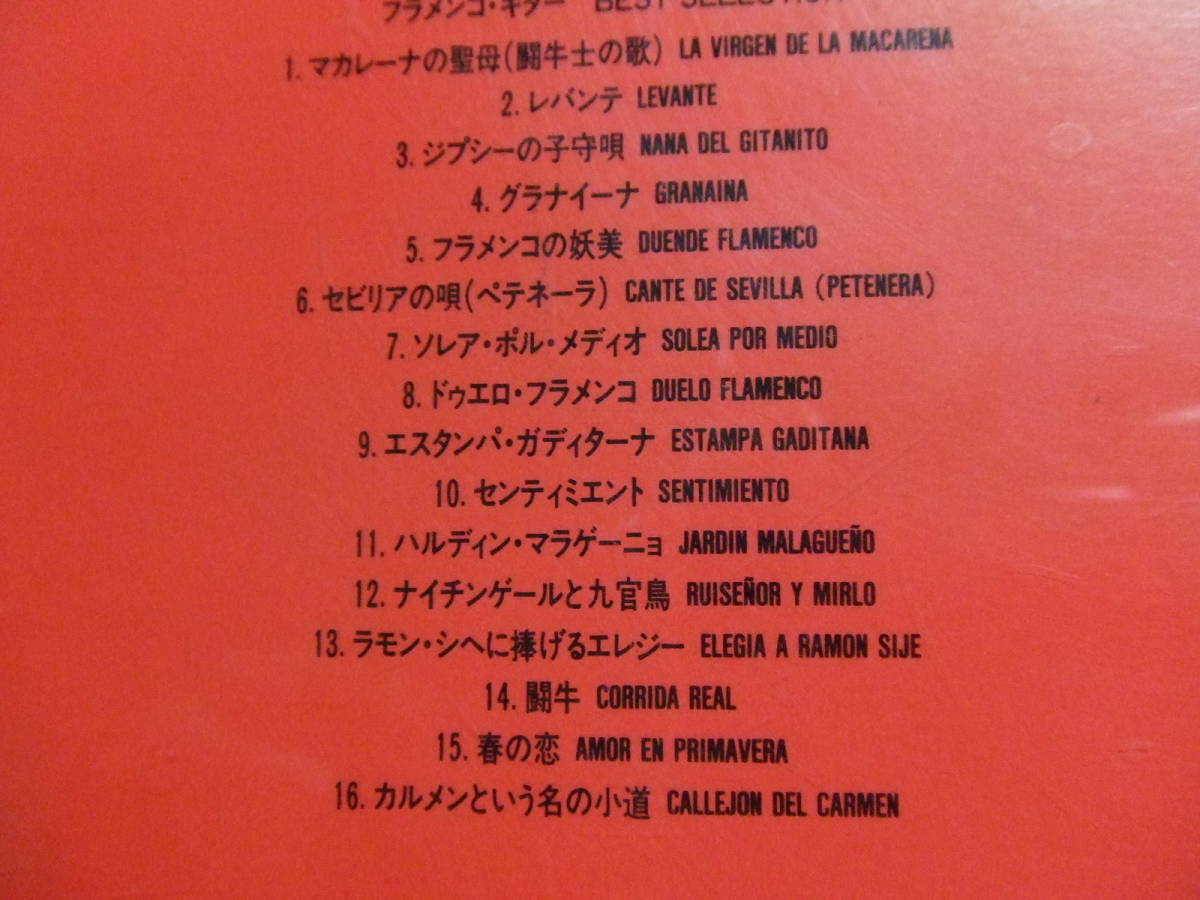 フラメンコ・ギター BEST SELECTION
1. マカレーナの聖母(闘牛士の歌) LA VIRGEN DE LA MACARENA
2. レバンテ LEVANTE
3. ジプシーの子守唄 NANA DEL GITANITO
4. グラナイーナ GRANAINA
5. フラメンコの妖美 DUENDE FLAMENCO
6. セビリアの唄(ペテネーラ) CANTE DE SEVILLA (PETENERA)
7. ソレア・ポル・メディオ SOLEA POR MEDIO
8. ドゥエロ・フラメンコ DUELO FLAMENCO
9. エスタンパ・ガディターナ ESTAMPA GADITANA
10. センティミエント SENTIMIENTO
11. ハルディン・マラゲーニョ JARDIN MALAGUEÑO
12. ナイチンゲールと九官鳥 RUISEÑOR Y MIRLO
13. ラモン・シヘに捧げるエレジー ELEGIA A RAMON SIJE
14. 闘牛 CORRIDA REAL
15. 春の恋 AMOR EN PRIMAVERA
16. カルメンという名の小道 CALLEJON DEL CARMEN